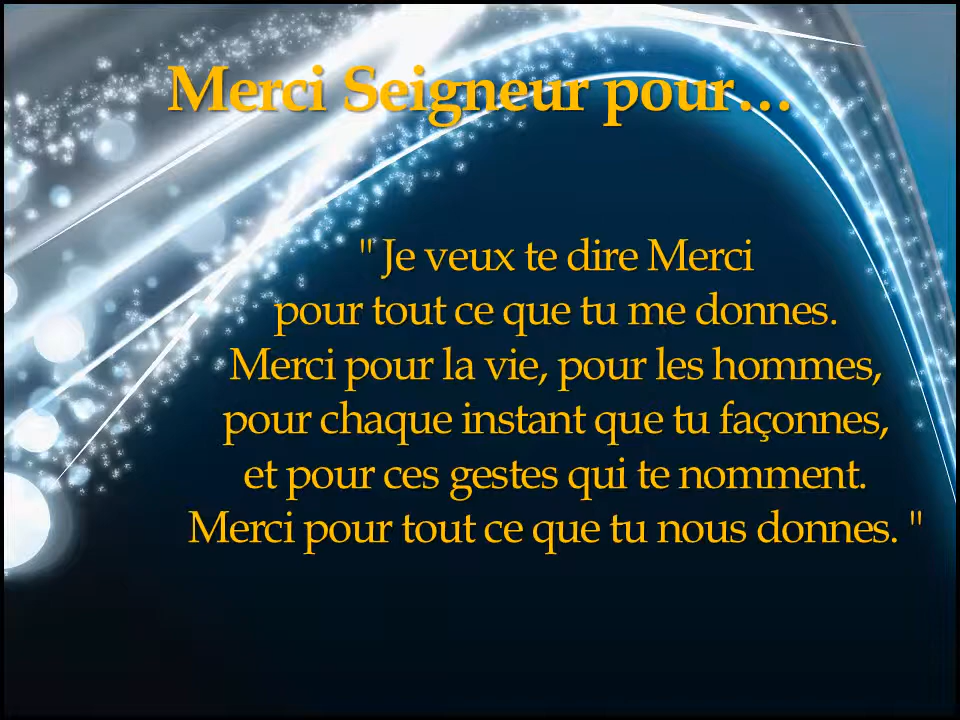 Merci Seigneur pour…
" Je veux te dire Merci
pour tout ce que tu me donnes.
Merci pour la vie, pour les hommes,
pour chaque instant que tu façonnes,
et pour ces gestes qui te nomment.
Merci pour tout ce que tu nous donnes. "